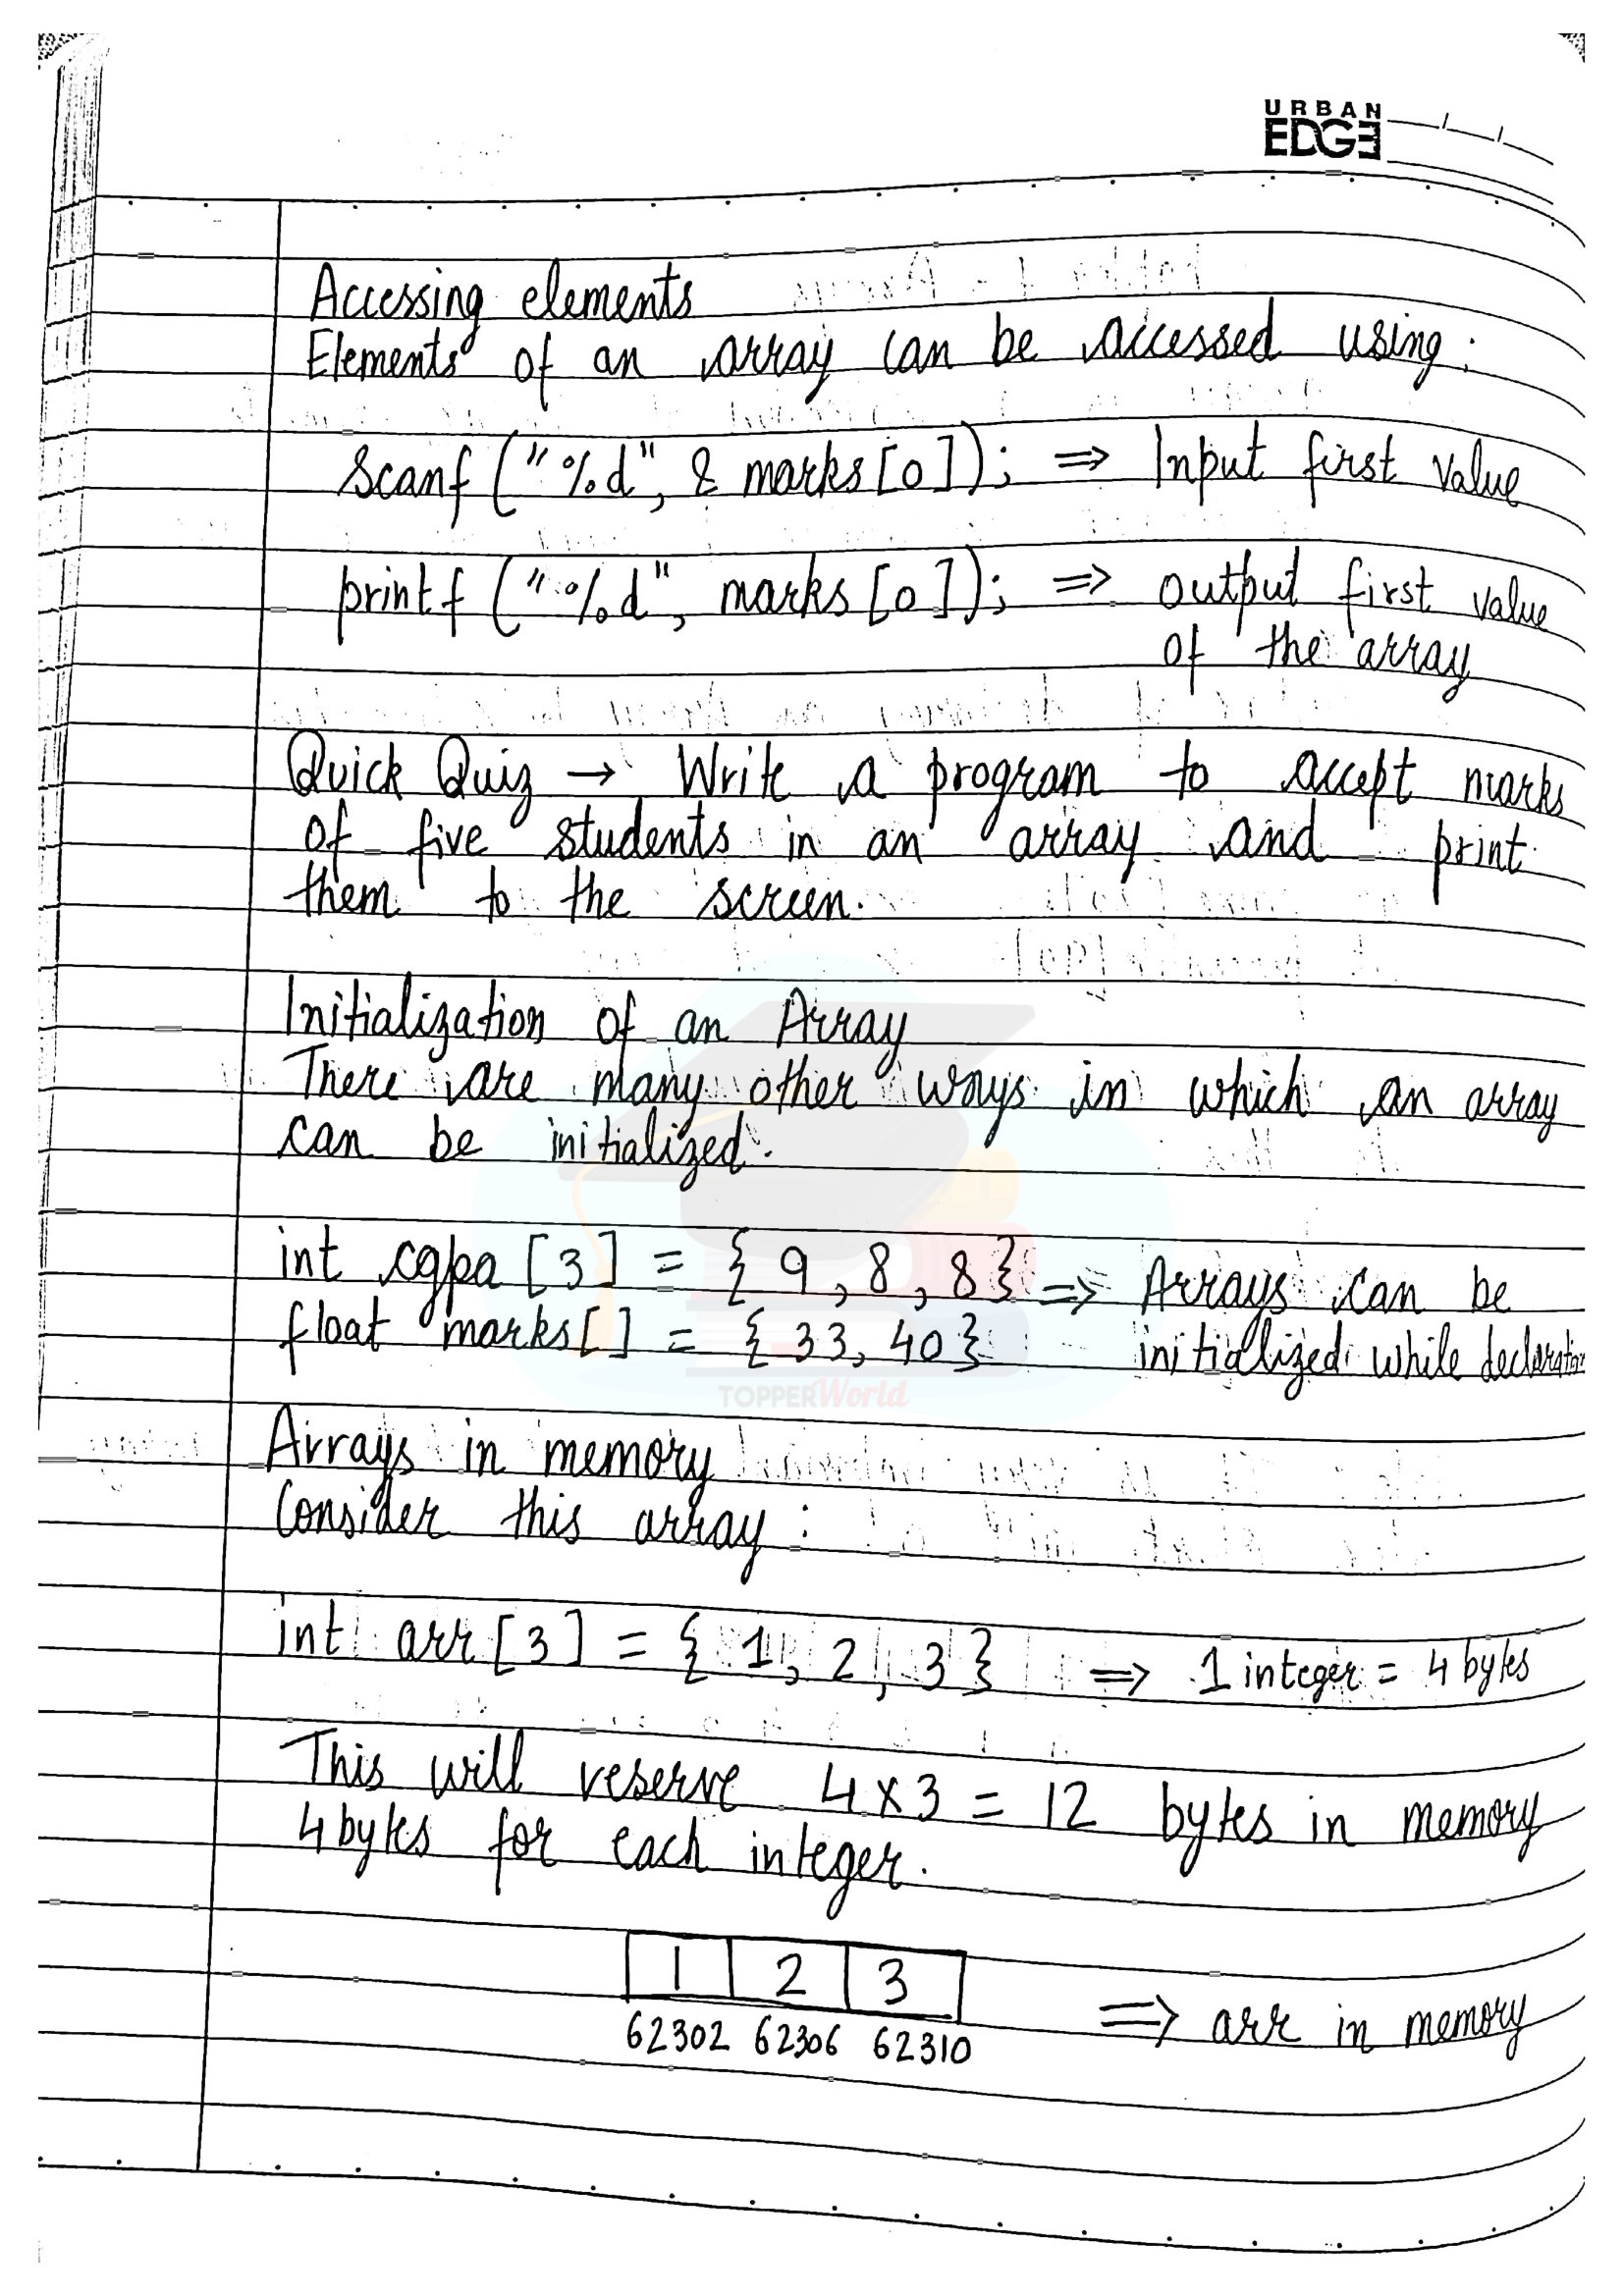 URBAN
EDGE
Accessing elements
Elements of an array can be accessed using:
scanf ("%d", & marks[0]); ⇒ Input first value
printf ("%d", marks[0]); ⇒ output first value
of the array
Quick Quiz → Write a program to accept marks
of five students in an array and print
them to the screen.
Initialization of an Array
There are many other ways in which an array
can be initialized.
int cgpa [3] = { 9, 8, 8} ⇒ Arrays can be
float marks[] = { 33, 40} initialized while declaration
TOPPERWorld
Arrays in memory
Consider this array :
int arr [3] = { 1, 2, 3 } ⇒ 1 integer = 4 bytes
This will reserve 4 x 3 = 12 bytes in memory
4 bytes for each integer.
1 2 3
62302 62306 62310 ⇒ arr in memory